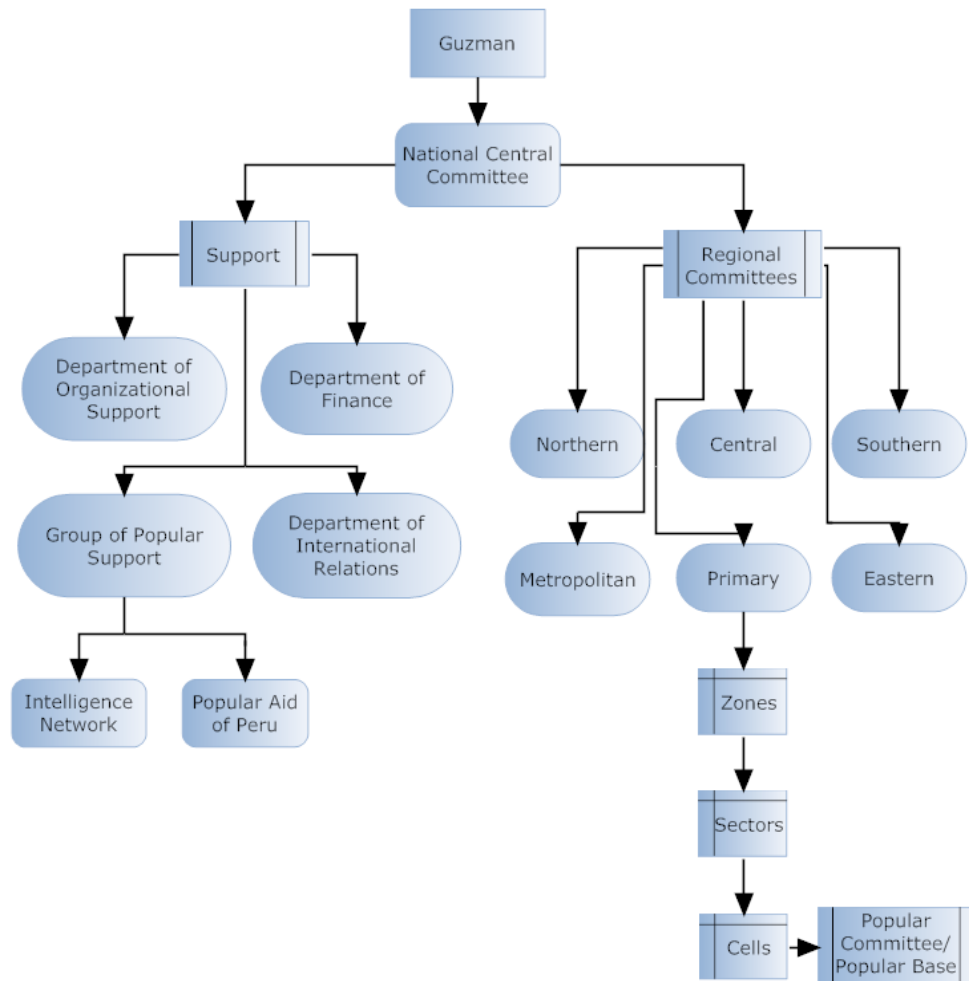 Guzman
National Central
Committee
Support
Regional
Committees
Department of
Organizational
Support
Department of
Finance
Northern
Central
Southern
Group of Popular
Support
Department of
International
Relations
Metropolitan
Primary
Eastern
Intelligence
Network
Popular Aid
of Peru
Zones
Sectors
Cells
Popular
Committee/
Popular Base